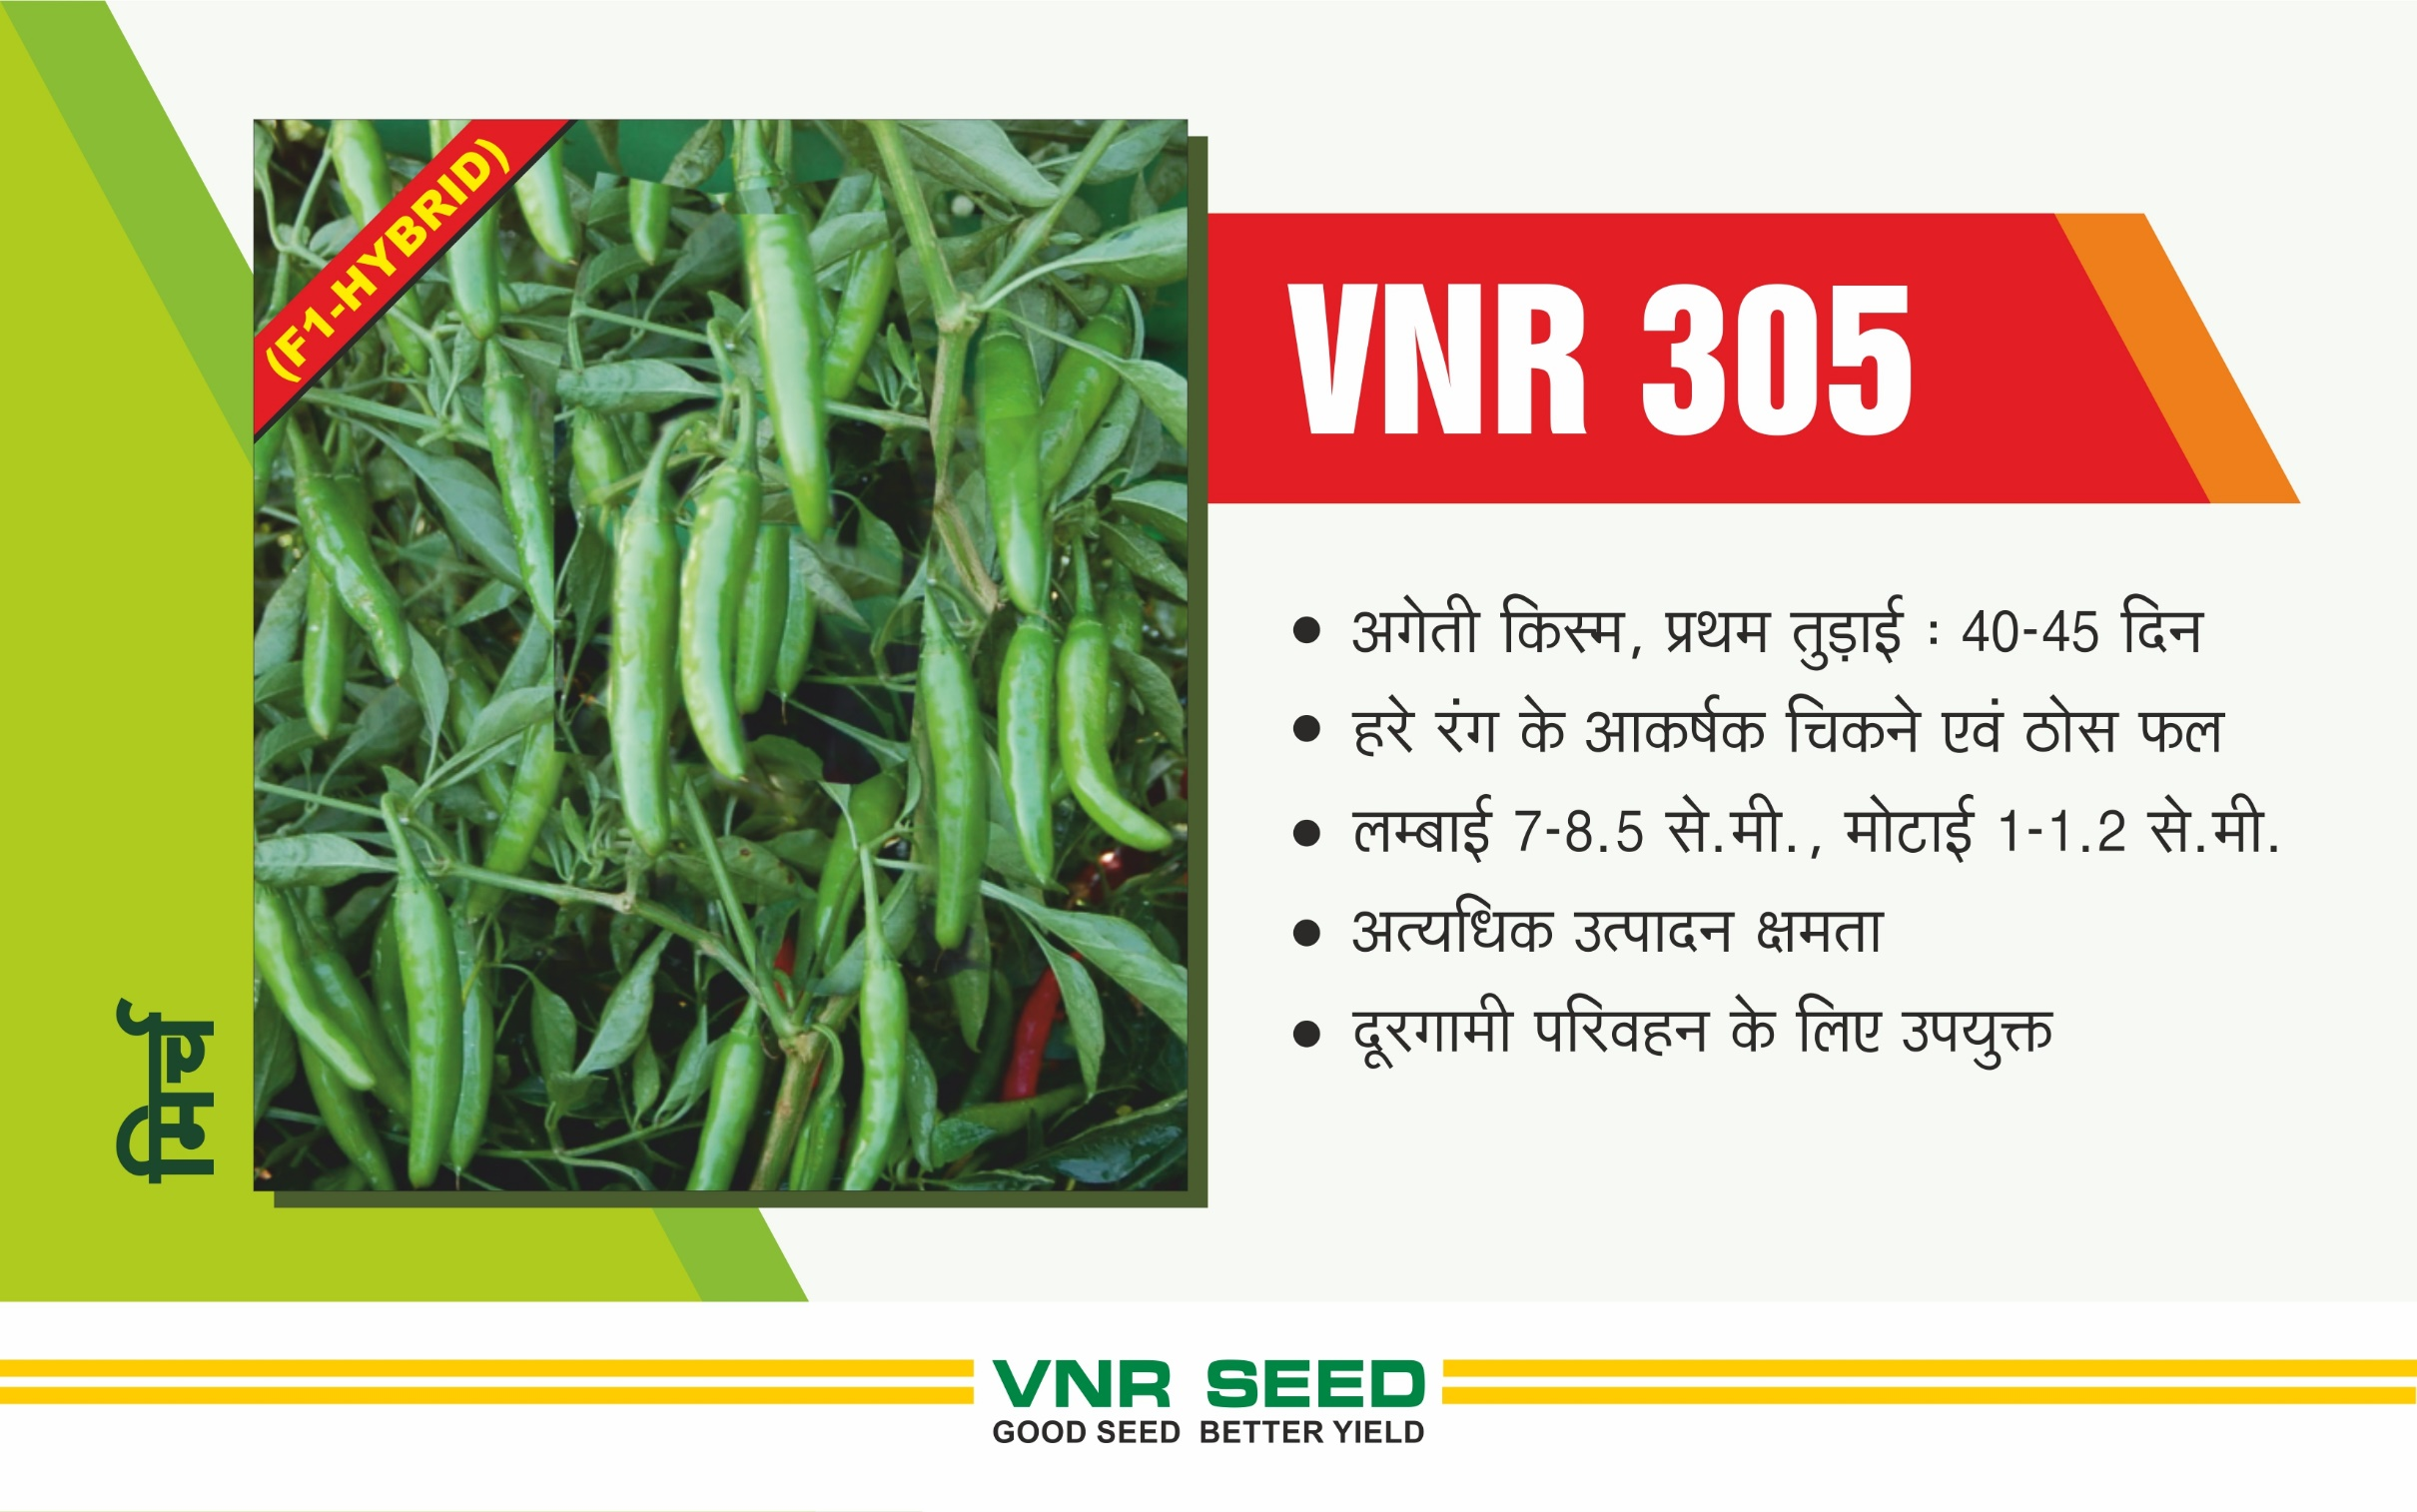 (F1-HYBRID)
VNR 305
• अगेती किस्म, प्रथम तुड़ाई : 40-45 दिन
• हरे रंग के आकर्षक चिकने एवं ठोस फल
• लम्बाई 7-8.5 से.मी., मोटाई 1-1.2 से.मी.
• अत्यधिक उत्पादन क्षमता
• दूरगामी परिवहन के लिए उपयुक्त
मिर्च
VNR SEED
GOOD SEED BETTER YIELD